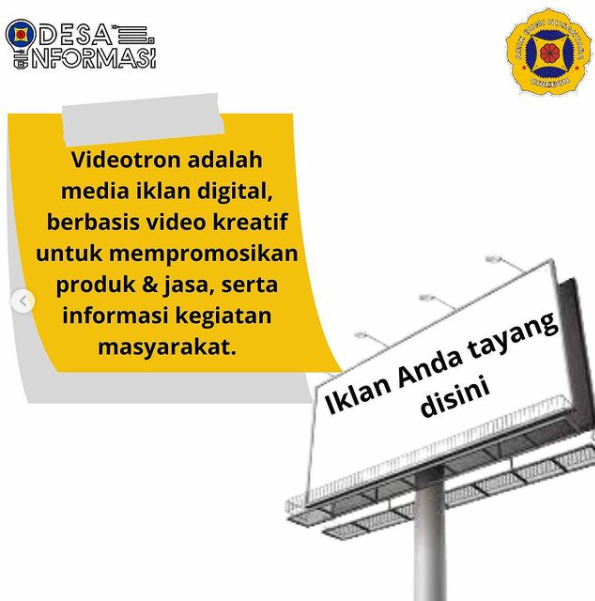 DESA
INFORMASI
Videotron adalah
media iklan digital,
berbasis video kreatif
untuk mempromosikan
produk & jasa, serta
informasi kegiatan
masyarakat.
Iklan Anda tayang
disini